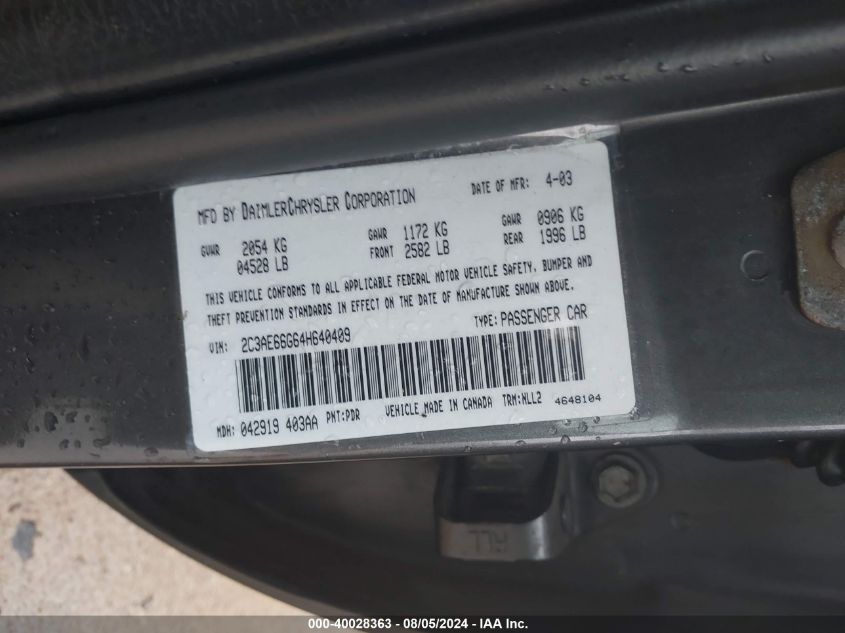 MFD BY DAIMLERCHRYSLER CORPORATION DATE OF MFR: 4-03
GVWR 2054 KG GAWR 1172 KG GAWR 0906 KG
04528 LB FRONT 2582 LB REAR 1996 LB
THIS VEHICLE CONFORMS TO ALL APPLICABLE FEDERAL MOTOR VEHICLE SAFETY, BUMPER AND
THEFT PREVENTION STANDARDS IN EFFECT ON THE DATE OF MANUFACTURE SHOWN ABOVE.
VIN: 2C3AE66G64H640409 TYPE: PASSENGER CAR
MDH: 042919 403AA PNT:PDR VEHICLE MADE IN CANADA TRM:WLL2 4648104
000-40028363 - 08/05/2024 - IAA Inc.